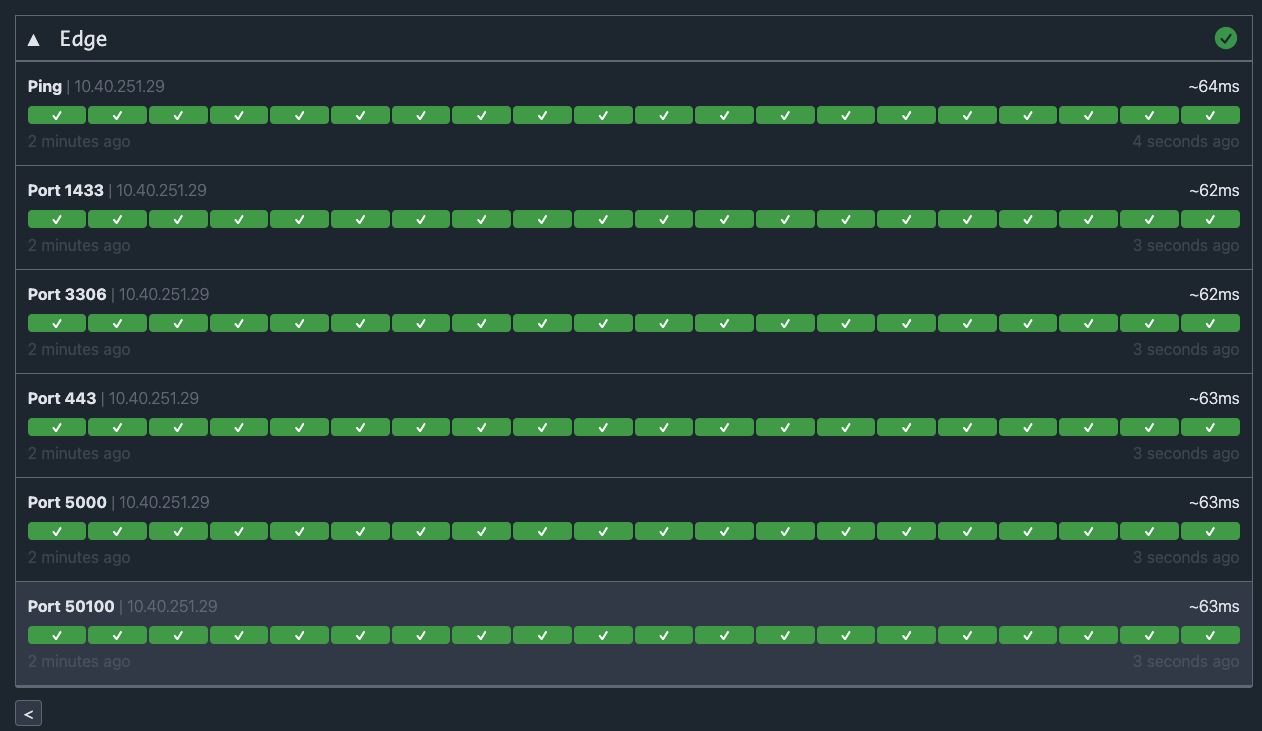 ▲ Edge
Ping | 10.40.251.29 ~64ms
✓ ✓ ✓ ✓ ✓ ✓ ✓ ✓ ✓ ✓ ✓ ✓ ✓ ✓ ✓ ✓ ✓ ✓ ✓ ✓
2 minutes ago 4 seconds ago
Port 1433 | 10.40.251.29 ~62ms
✓ ✓ ✓ ✓ ✓ ✓ ✓ ✓ ✓ ✓ ✓ ✓ ✓ ✓ ✓ ✓ ✓ ✓ ✓ ✓
2 minutes ago 3 seconds ago
Port 3306 | 10.40.251.29 ~62ms
✓ ✓ ✓ ✓ ✓ ✓ ✓ ✓ ✓ ✓ ✓ ✓ ✓ ✓ ✓ ✓ ✓ ✓ ✓ ✓
2 minutes ago 3 seconds ago
Port 443 | 10.40.251.29 ~63ms
✓ ✓ ✓ ✓ ✓ ✓ ✓ ✓ ✓ ✓ ✓ ✓ ✓ ✓ ✓ ✓ ✓ ✓ ✓ ✓
2 minutes ago 3 seconds ago
Port 5000 | 10.40.251.29 ~63ms
✓ ✓ ✓ ✓ ✓ ✓ ✓ ✓ ✓ ✓ ✓ ✓ ✓ ✓ ✓ ✓ ✓ ✓ ✓ ✓
2 minutes ago 3 seconds ago
Port 50100 | 10.40.251.29 ~63ms
✓ ✓ ✓ ✓ ✓ ✓ ✓ ✓ ✓ ✓ ✓ ✓ ✓ ✓ ✓ ✓ ✓ ✓ ✓ ✓
2 minutes ago 3 seconds ago
<